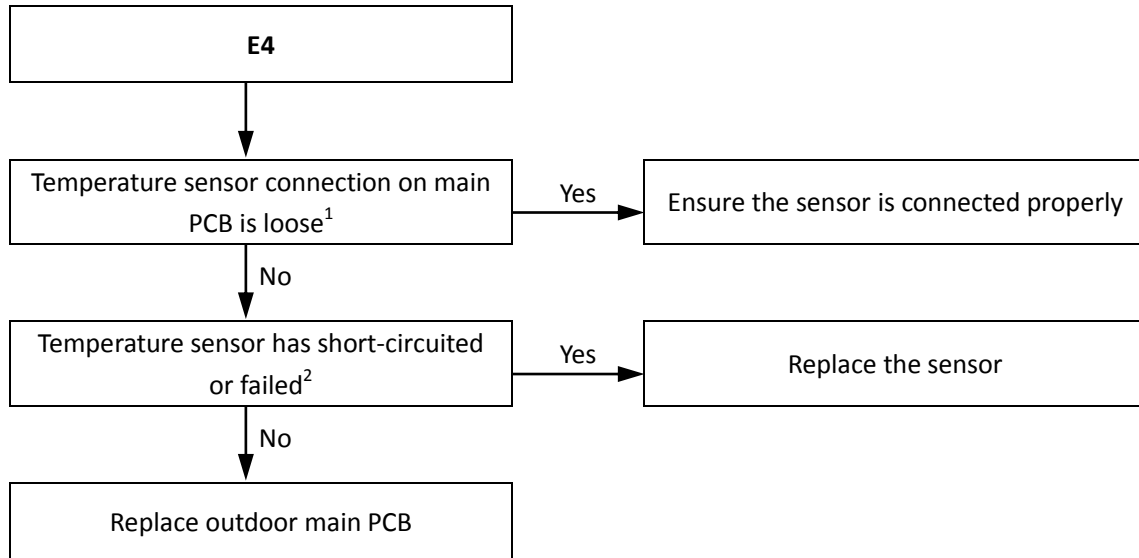 E4
Temperature sensor connection on main
PCB is loose1
Yes
Ensure the sensor is connected properly
No
Temperature sensor has short-circuited
or failed2
Yes
Replace the sensor
No
Replace outdoor main PCB